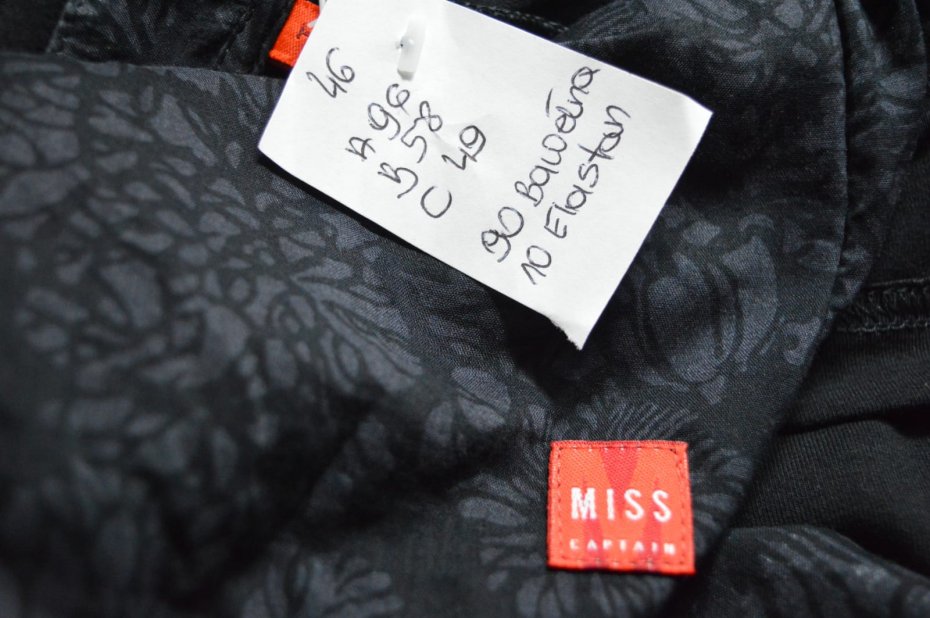 46
A 96
B 58
C 49
90 Bawełna
10 Elastan
MISS
CAPTAIN